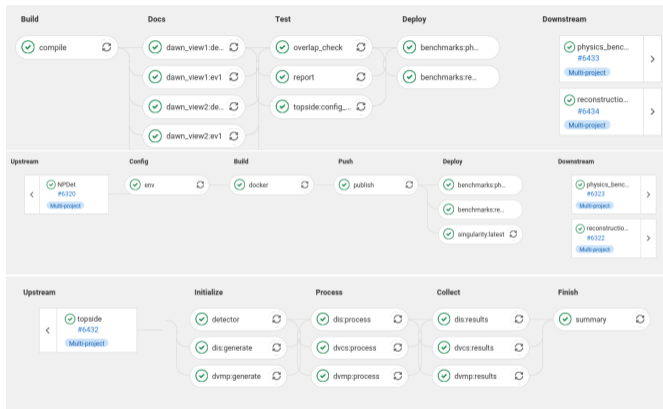 Build Docs Test Deploy Downstream
compile dawn_view1:de... overlap_check benchmarks:ph... physics_benc...
#6433
Multi-project
dawn_view1:ev1 report benchmarks:re...
dawn_view2:de... topside:config_... reconstructio...
#6434
Multi-project
dawn_view2:ev1
Upstream Config Build Push Deploy Downstream
NPDet env docker publish benchmarks:ph... physics_benc...
#6320 #6323
Multi-project Multi-project
benchmarks:re...
reconstructio...
singularity:latest #6322
Multi-project
Upstream Initialize Process Collect Finish
topside detector dis:process dis:results summary
#6432
Multi-project
dis:generate dvcs:process dvcs:results
dvmp:generate dvmp:process dvmp:results